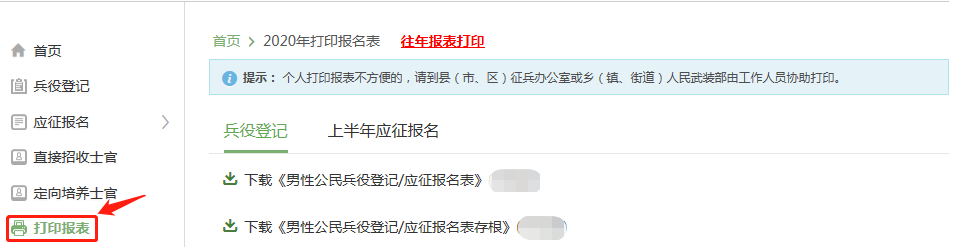 首页
兵役登记
应征报名
直接招收士官
定向培养士官
打印报表
首页 > 2020年打印报名表 往年报表打印
提示： 个人打印报表不方便的，请到县（市、区）征兵办公室或乡（镇、街道）人民武装部由工作人员协助打印。
兵役登记 上半年应征报名
下载《男性公民兵役登记/应征报名表》
下载《男性公民兵役登记/应征报名表存根》(